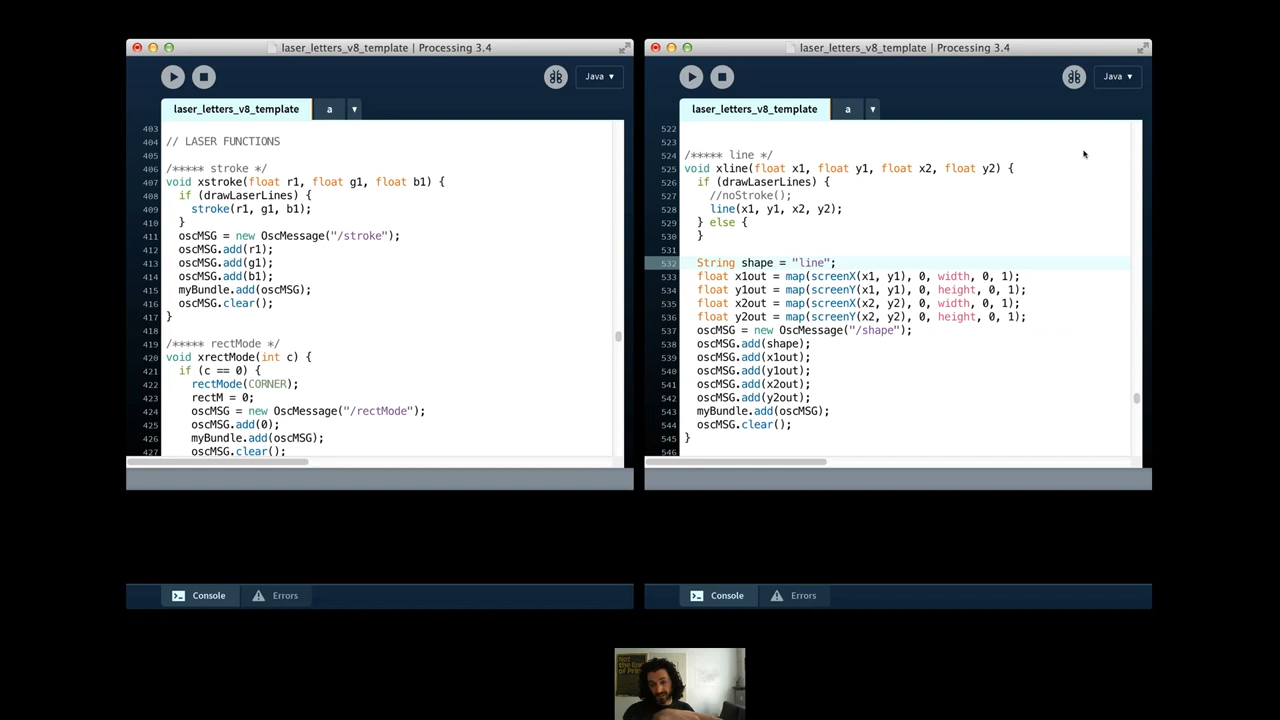 laser_letters_v8_template | Processing 3.4
Java ▾
laser_letters_v8_template
a
▾
403
404 // LASER FUNCTIONS
405
406 /***** stroke */
407 void xstroke(float r1, float g1, float b1) {
408   if (drawLaserLines) {
409     stroke(r1, g1, b1);
410   }
411   oscMSG = new OscMessage("/stroke");
412   oscMSG.add(r1);
413   oscMSG.add(g1);
414   oscMSG.add(b1);
415   myBundle.add(oscMSG);
416   oscMSG.clear();
417 }
418
419 /***** rectMode */
420 void xrectMode(int c) {
421   if (c == 0) {
422     rectMode(CORNER);
423     rectM = 0;
424     oscMSG = new OscMessage("/rectMode");
425     oscMSG.add(0);
426     myBundle.add(oscMSG);
427     oscMSG.clear();
Console
Errors
laser_letters_v8_template | Processing 3.4
Java ▾
laser_letters_v8_template
a
▾
522
523
524 /***** line */
525 void xline(float x1, float y1, float x2, float y2) {
526   if (drawLaserLines) {
527     //noStroke();
528     line(x1, y1, x2, y2);
529   } else {
530   }
531
532   String shape = "line";
533   float x1out = map(screenX(x1, y1), 0, width, 0, 1);
534   float y1out = map(screenY(x1, y1), 0, height, 0, 1);
535   float x2out = map(screenX(x2, y2), 0, width, 0, 1);
536   float y2out = map(screenY(x2, y2), 0, height, 0, 1);
537   oscMSG = new OscMessage("/shape");
538   oscMSG.add(shape);
539   oscMSG.add(x1out);
540   oscMSG.add(y1out);
541   oscMSG.add(x2out);
542   oscMSG.add(y2out);
543   myBundle.add(oscMSG);
544   oscMSG.clear();
545 }
546
Console
Errors
Not
the En
of Pri